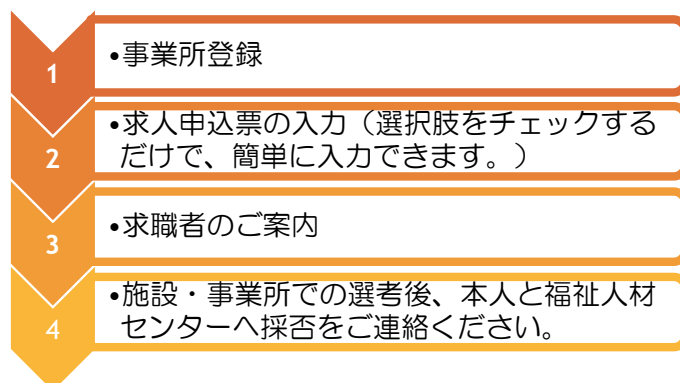 1
•事業所登録
2
•求人申込票の入力（選択肢をチェックする
だけで、簡単に入力できます。）
3
•求職者のご案内
4
•施設・事業所での選考後、本人と福祉人材
センターへ採否をご連絡ください。